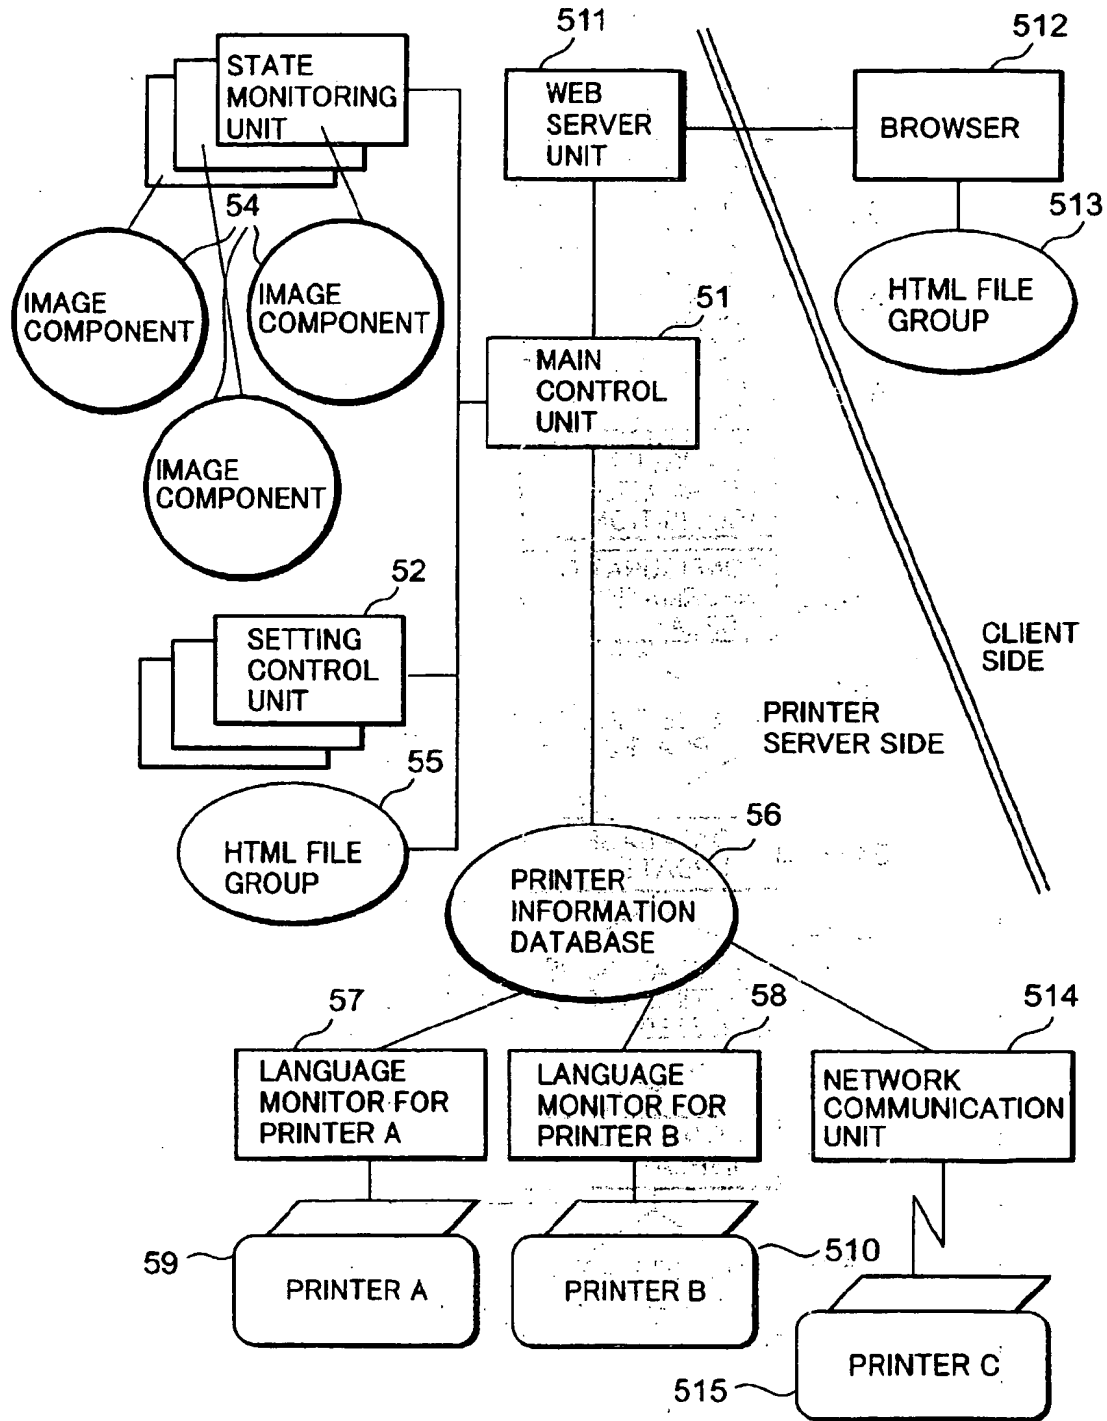 511
512
STATE
MONITORING
UNIT
WEB
SERVER
UNIT
BROWSER
54
513
IMAGE
COMPONENT
IMAGE
COMPONENT
HTML FILE
GROUP
51
MAIN
CONTROL
UNIT
IMAGE
COMPONENT
52
SETTING
CONTROL
UNIT
CLIENT
SIDE
PRINTER
SERVER SIDE
55
HTML FILE
GROUP
56
PRINTER
INFORMATION
DATABASE
57
58
514
LANGUAGE
MONITOR FOR
PRINTER A
LANGUAGE
MONITOR FOR
PRINTER B
NETWORK
COMMUNICATION
UNIT
59
PRINTER A
510
PRINTER B
515
PRINTER C